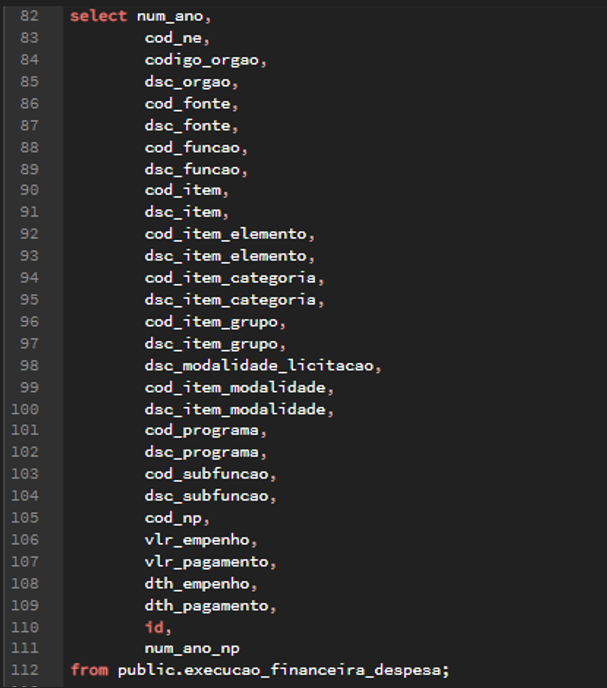 82 select num_ano,
83 cod_ne,
84 codigo_orgao,
85 dsc_orgao,
86 cod_fonte,
87 dsc_fonte,
88 cod_funcao,
89 dsc_funcao,
90 cod_item,
91 dsc_item,
92 cod_item_elemento,
93 dsc_item_elemento,
94 cod_item_categoria,
95 dsc_item_categoria,
96 cod_item_grupo,
97 dsc_item_grupo,
98 dsc_modalidade_licitacao,
99 cod_item_modalidade,
100 dsc_item_modalidade,
101 cod_programa,
102 dsc_programa,
103 cod_subfuncao,
104 dsc_subfuncao,
105 cod_np,
106 vlr_empenho,
107 vlr_pagamento,
108 dth_empenho,
109 dth_pagamento,
110 id,
111 num_ano_np
112 from public.execucao_financeira_despesa;